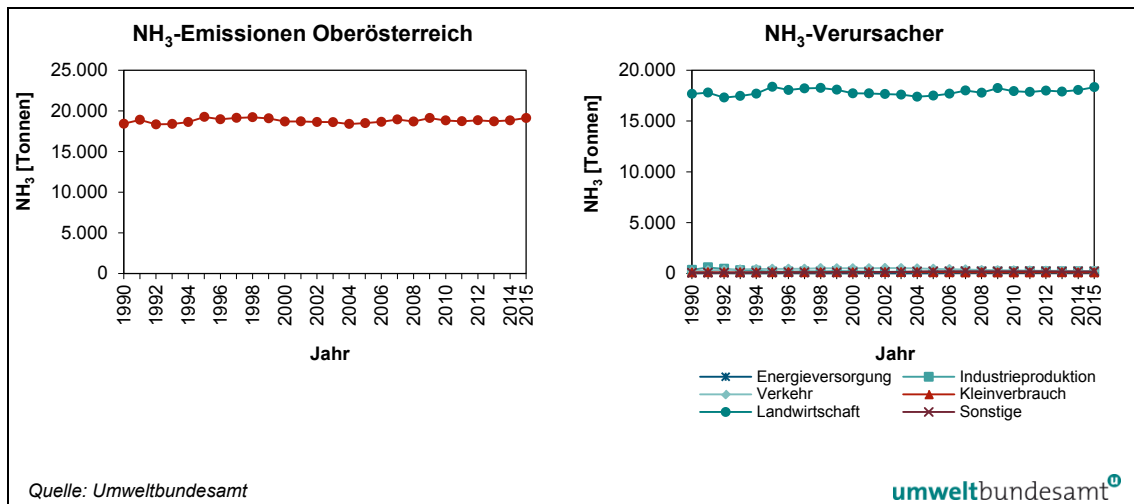 NH₃-Emissionen Oberösterreich
25.000
20.000
15.000
10.000
5.000
0
NH₃ [Tonnen]
1990
1992
1994
1996
1998
2000
2002
2004
2006
2008
2010
2012
2014
2015
Jahr
NH₃-Verursacher
20.000
15.000
10.000
5.000
0
NH₃ [Tonnen]
1990
1992
1994
1996
1998
2000
2002
2004
2006
2008
2010
2012
2014
2015
Jahr
Energieversorgung
Industrieproduktion
Verkehr
Kleinverbrauch
Landwirtschaft
Sonstige
Quelle: Umweltbundesamt
umweltbundesamt
u